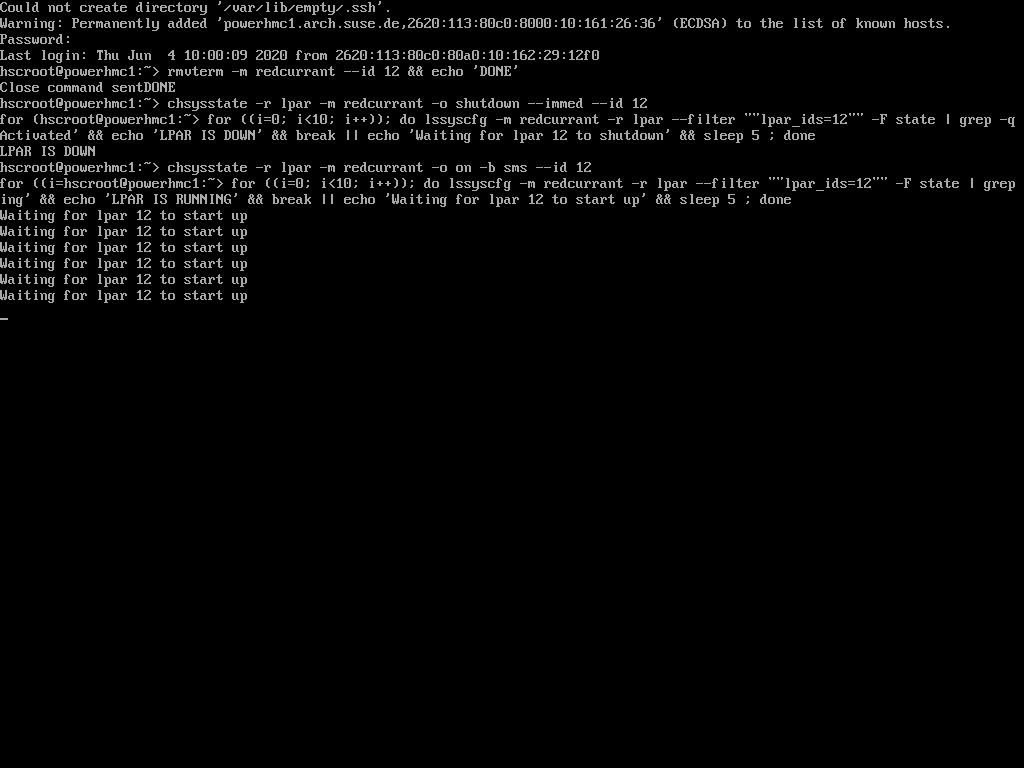 Could not create directory '/var/lib/empty/.ssh'.
Warning: Permanently added 'powerhmc1.arch.suse.de,2620:113:80c0:8000:10:161:26:36' (ECDSA) to the list of known hosts.
Password:
Last login: Thu Jun  4 10:00:09 2020 from 2620:113:80c0:80a0:10:162:29:12f0
hscroot@powerhmc1:~> rmvterm -m redcurrant --id 12 && echo 'DONE'
Close command sentDONE
hscroot@powerhmc1:~> chsysstate -r lpar -m redcurrant -o shutdown --immed --id 12
for (hscroot@powerhmc1:~> for ((i=0; i<10; i++)); do lssyscfg -m redcurrant -r lpar --filter ""lpar_ids=12"" -F state | grep -q
Activated' && echo 'LPAR IS DOWN' && break || echo 'Waiting for lpar 12 to shutdown' && sleep 5 ; done
LPAR IS DOWN
hscroot@powerhmc1:~> chsysstate -r lpar -m redcurrant -o on -b sms --id 12
for ((i=hscroot@powerhmc1:~> for ((i=0; i<10; i++)); do lssyscfg -m redcurrant -r lpar --filter ""lpar_ids=12"" -F state | grep
ing' && echo 'LPAR IS RUNNING' && break || echo 'Waiting for lpar 12 to start up' && sleep 5 ; done
Waiting for lpar 12 to start up
Waiting for lpar 12 to start up
Waiting for lpar 12 to start up
Waiting for lpar 12 to start up
Waiting for lpar 12 to start up
Waiting for lpar 12 to start up